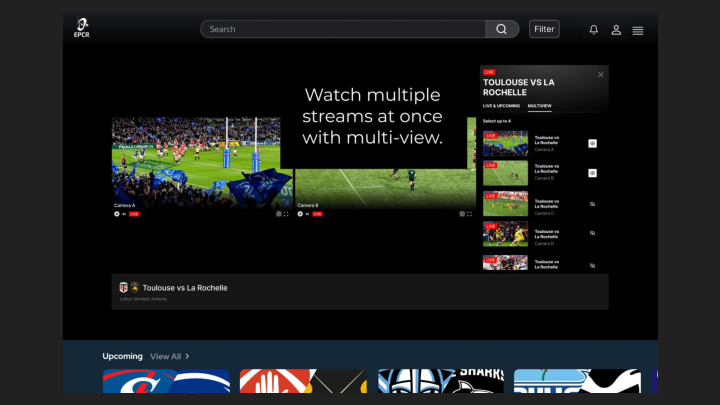 EPCR
Search
Filter
Watch multiple
streams at once
with multi-view.
LIVE
TOULOUSE VS LA
ROCHELLE
LIVE & UPCOMING MULTIVIEW
Select up to 4
LIVE
Toulouse vs
La Rochelle
Camera A
LIVE
Toulouse vs
La Rochelle
Camera B
LIVE
Toulouse vs
La Rochelle
Camera C
LIVE
Toulouse vs
La Rochelle
Camera D
LIVE
Toulouse vs
La Rochelle
Camera A
LIVE
Camera B
LIVE
Toulouse vs La Rochelle
Loftus Versfeld, Pretoria
Upcoming View All >
SHARKS
BULLS